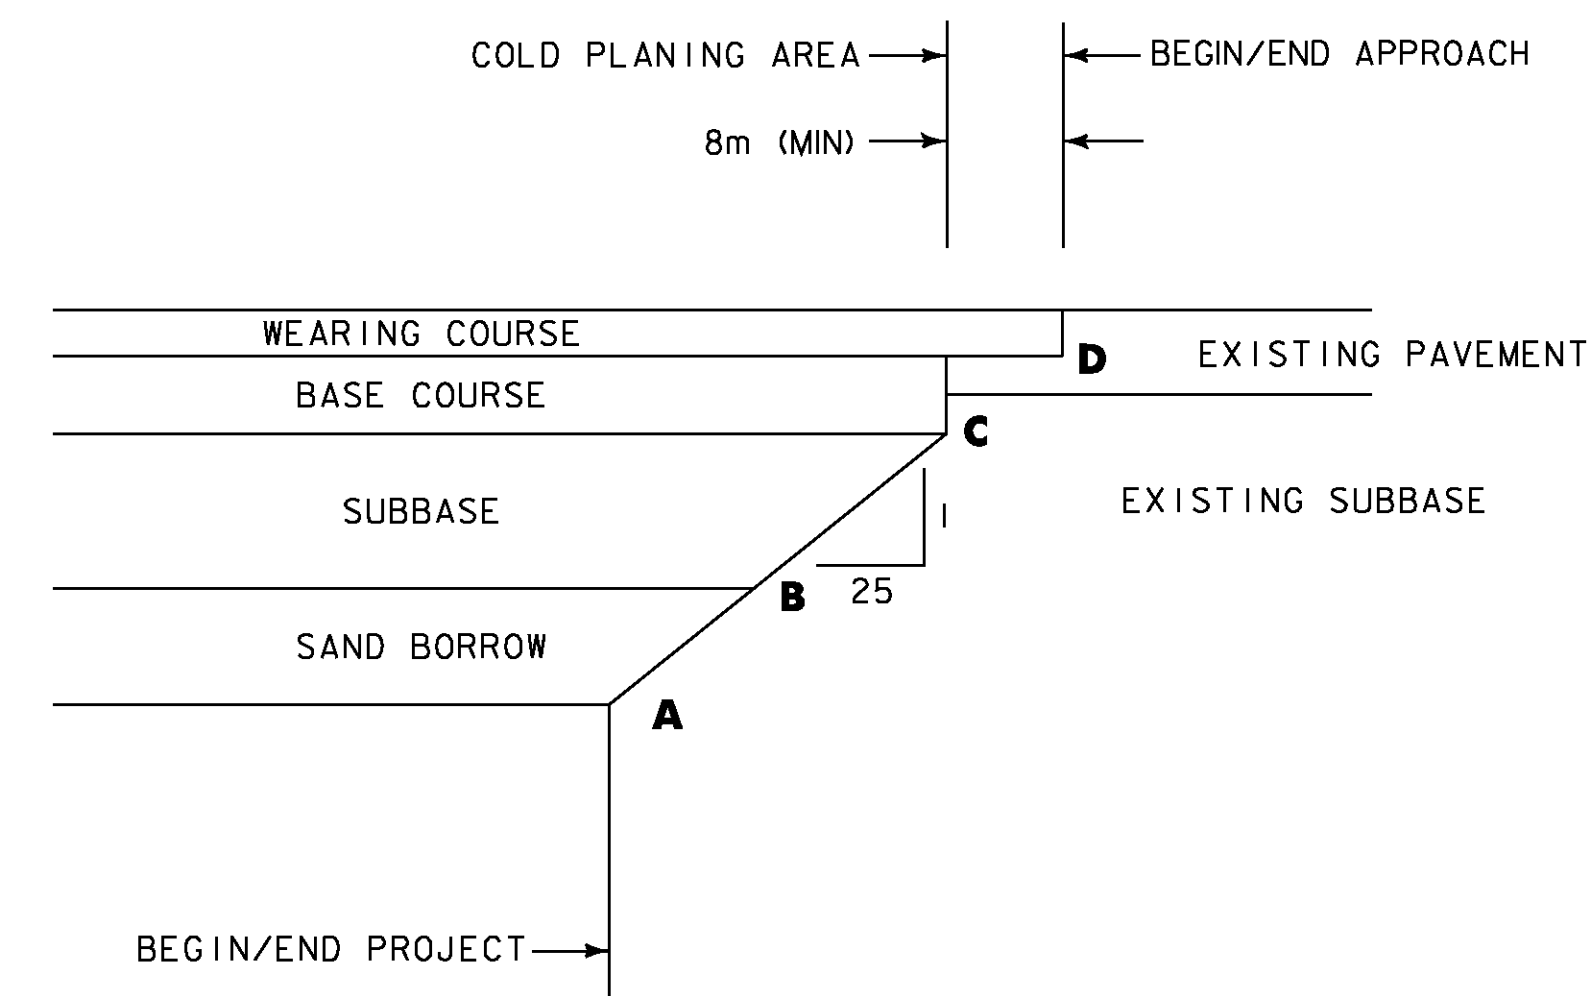 COLD PLANING AREA BEGIN/END APPROACH
8m (MIN)
WEARING COURSE
D EXISTING PAVEMENT
BASE COURSE
C
SUBBASE 1 EXISTING SUBBASE
B 25
SAND BORROW
A
BEGIN/END PROJECT